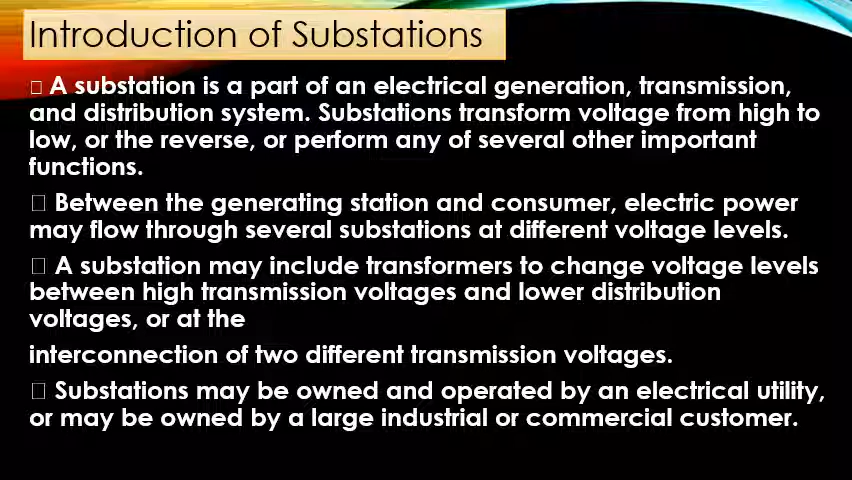 Introduction of Substations
□ A substation is a part of an electrical generation, transmission,
and distribution system. Substations transform voltage from high to
low, or the reverse, or perform any of several other important
functions.
□ Between the generating station and consumer, electric power
may flow through several substations at different voltage levels.
□ A substation may include transformers to change voltage levels
between high transmission voltages and lower distribution
voltages, or at the
interconnection of two different transmission voltages.
□ Substations may be owned and operated by an electrical utility,
or may be owned by a large industrial or commercial customer.